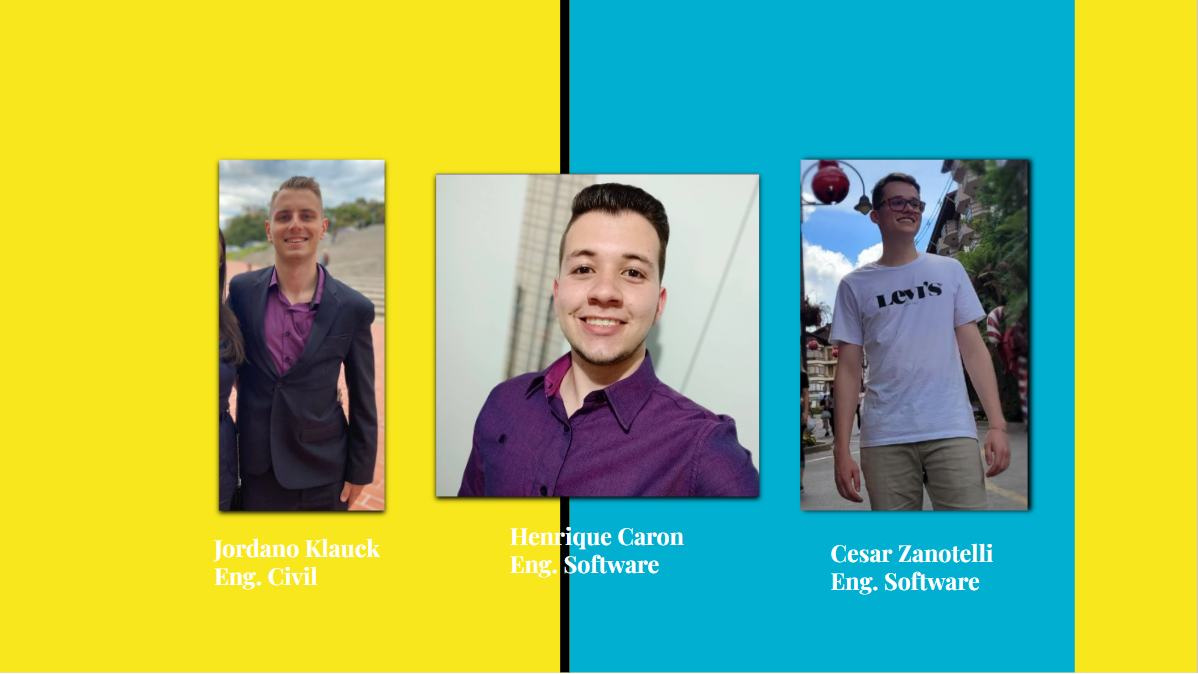 LEVI'S
Jordano Klauck
Eng. Civil
Henrique Caron
Eng. Software
Cesar Zanotelli
Eng. Software